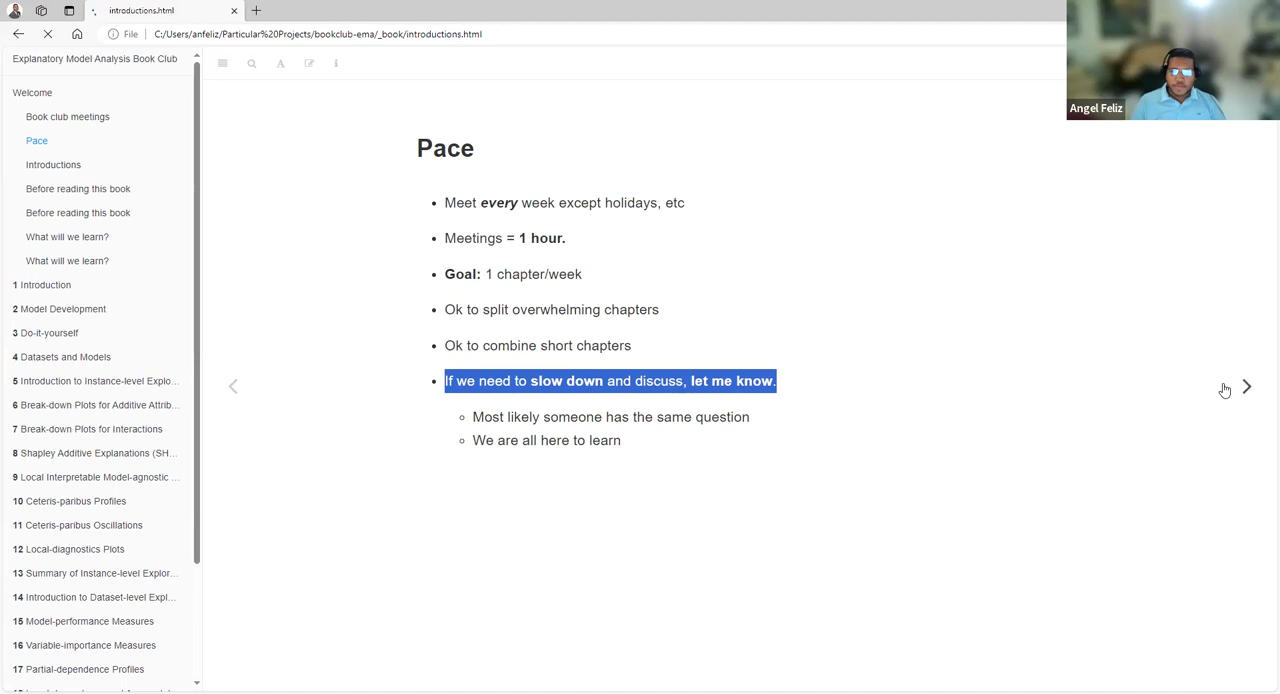 introductions.html
File
C:/Users/anfeliz/Particular%20Projects/bookclub-ema/_book/introductions.html
Angel Feliz
Explanatory Model Analysis Book Club
Welcome
Book club meetings
Pace
Introductions
Before reading this book
Before reading this book
What will we learn?
What will we learn?
1 Introduction
2 Model Development
3 Do-it-yourself
4 Datasets and Models
5 Introduction to Instance-level Explo...
6 Break-down Plots for Additive Attrib...
7 Break-down Plots for Interactions
8 Shapley Additive Explanations (SH...
9 Local Interpretable Model-agnostic ...
10 Ceteris-paribus Profiles
11 Ceteris-paribus Oscillations
12 Local-diagnostics Plots
13 Summary of Instance-level Explor...
14 Introduction to Dataset-level Expl...
15 Model-performance Measures
16 Variable-importance Measures
17 Partial-dependence Profiles
Pace
• Meet every week except holidays, etc
• Meetings = 1 hour.
• Goal: 1 chapter/week
• Ok to split overwhelming chapters
• Ok to combine short chapters
• If we need to slow down and discuss, let me know.
◦ Most likely someone has the same question
◦ We are all here to learn